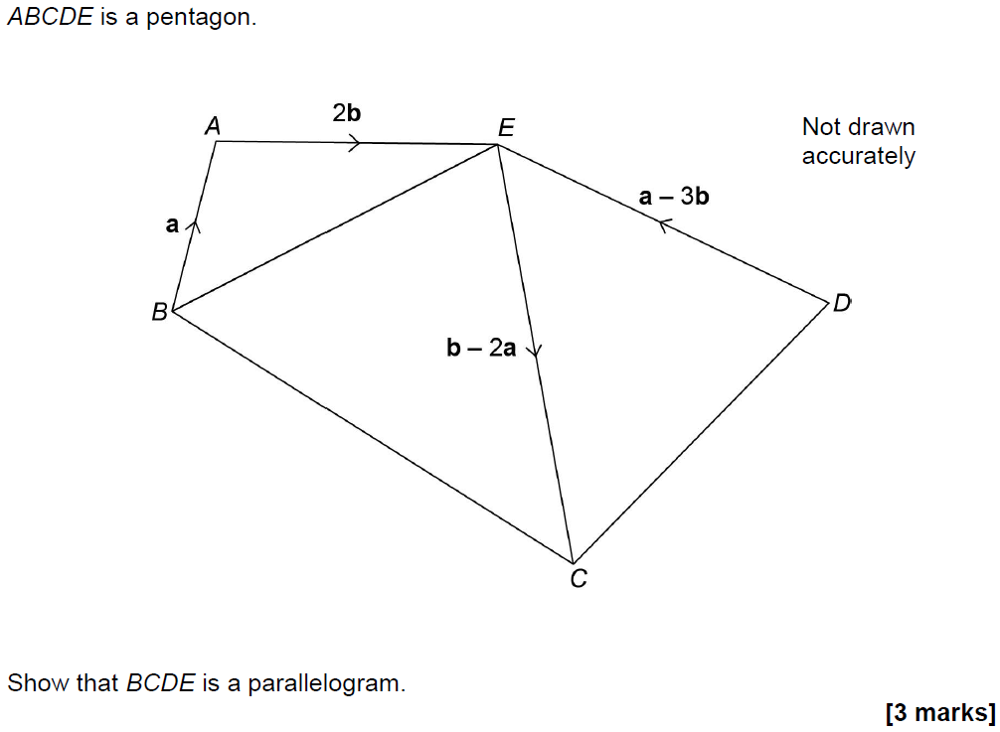 ABCDE is a pentagon.
2b
A
E
Not drawn
accurately
a – 3b
a
B
D
b – 2a
C
Show that BCDE is a parallelogram.
[3 marks]